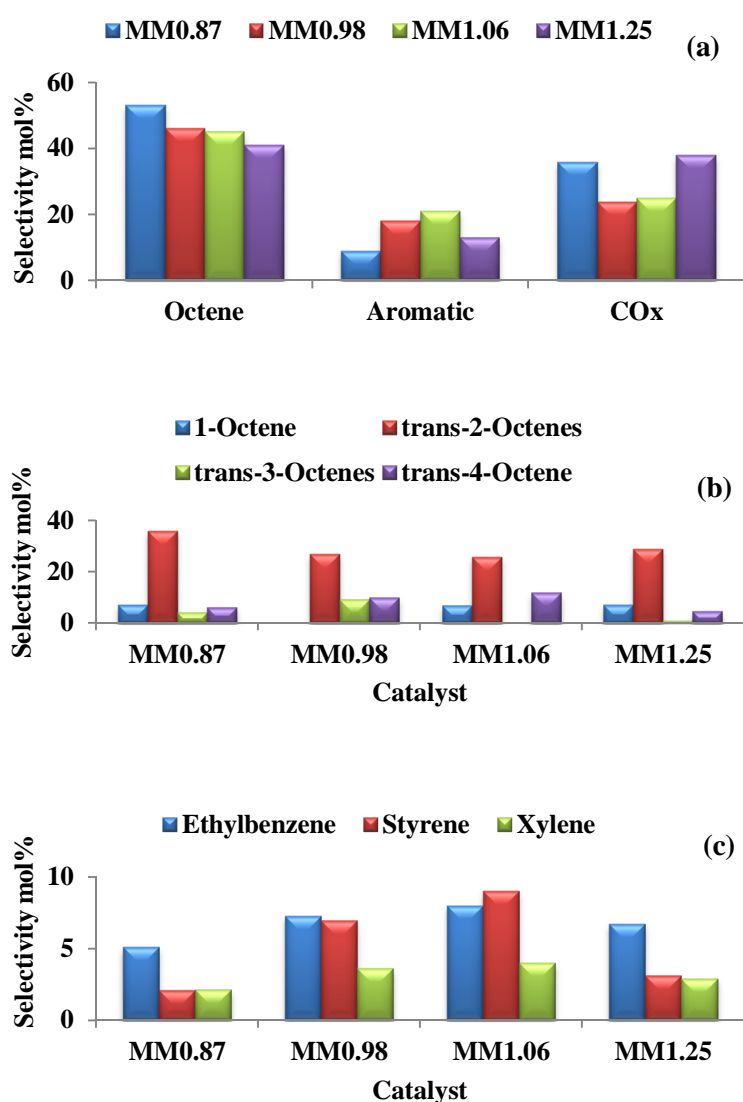 MM0.87 MM0.98 MM1.06 MM1.25
(a)
Selectivity mol%
60
40
20
0
Octene Aromatic COx
1-Octene trans-2-Octenes
trans-3-Octenes trans-4-Octene
(b)
Selectivity mol%
40
20
0
MM0.87 MM0.98 MM1.06 MM1.25
Catalyst
Ethylbenzene Styrene Xylene
(c)
Selectivity mol%
10
5
0
MM0.87 MM0.98 MM1.06 MM1.25
Catalyst